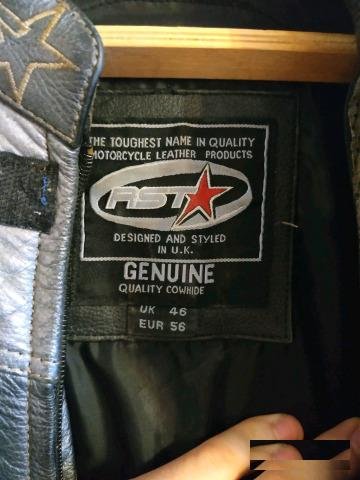 THE TOUGHEST NAME IN QUALITY
MOTORCYCLE LEATHER PRODUCTS
RST
DESIGNED AND STYLED
IN U.K.
GENUINE
QUALITY COWHIDE
UK 46
EUR 56